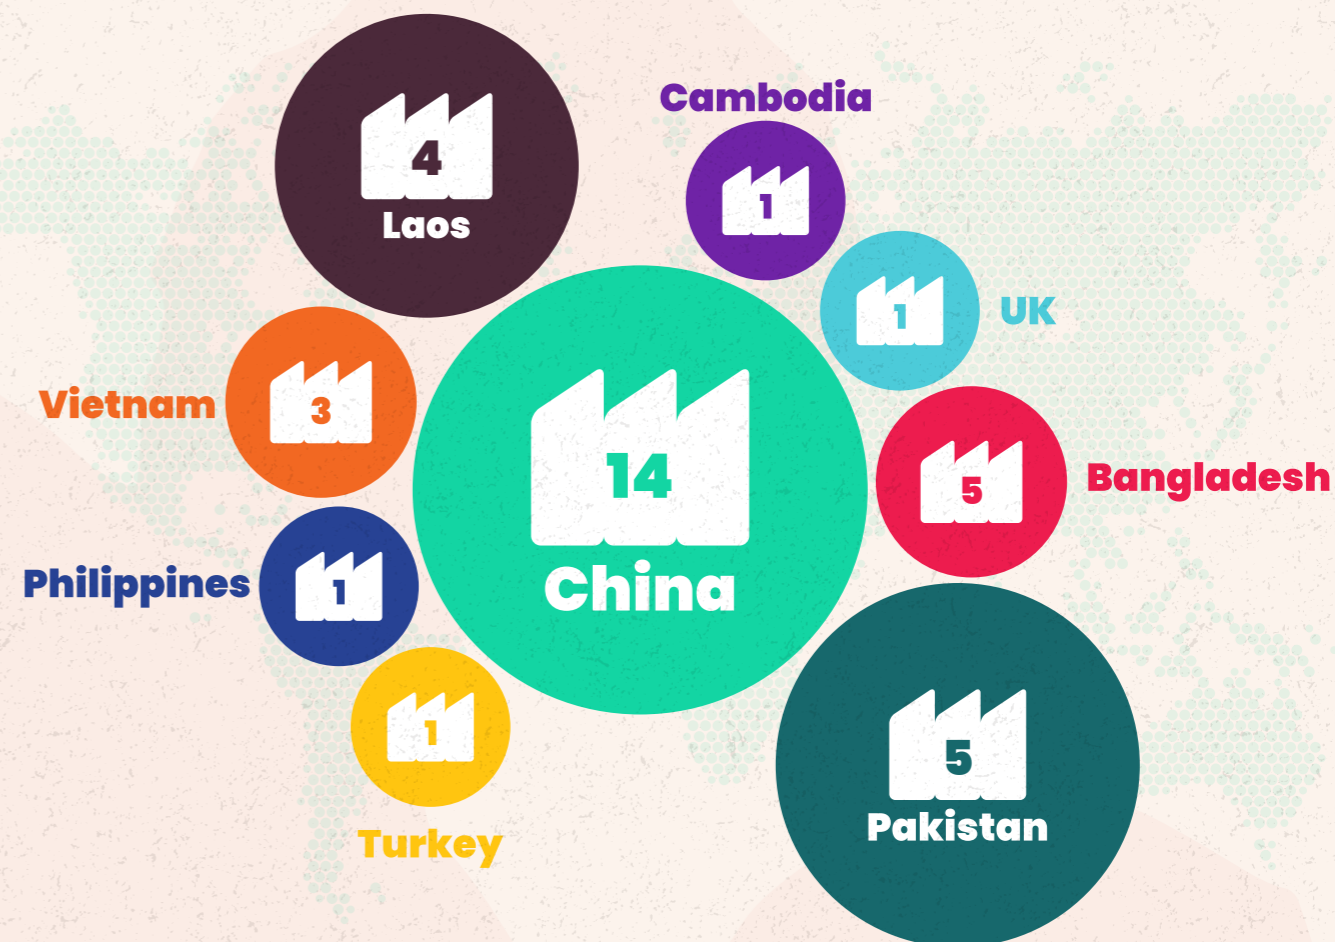 4
Laos
Cambodia
1
1
UK
Vietnam
3
14
China
5
Bangladesh
Philippines
1
1
Turkey
5
Pakistan